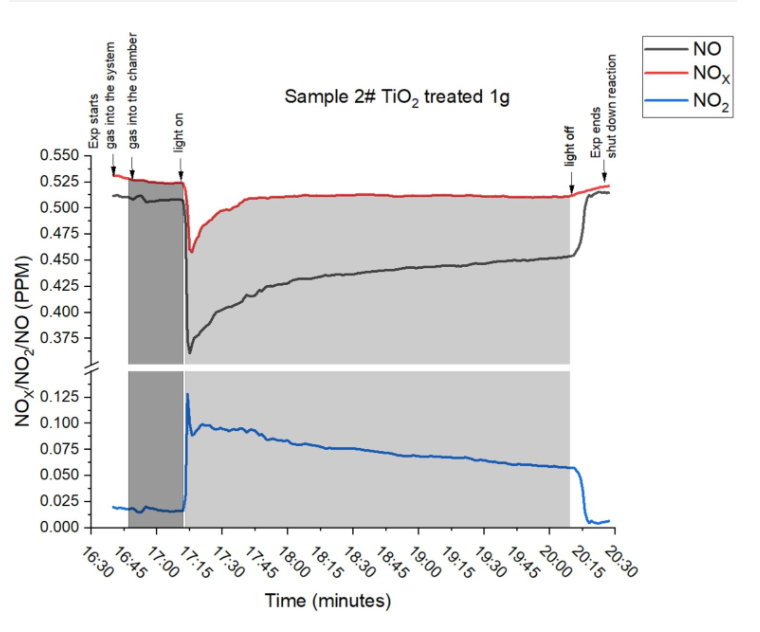 NO
NOX
NO2
Sample 2# TiO2 treated 1g
Exp starts
gas into the system
gas into the chamber
light on
light off
Exp ends
shut down reaction
NOX/NO2/NO (PPM)
0.550
0.525
0.500
0.475
0.450
0.425
0.400
0.375
0.125
0.100
0.075
0.050
0.025
0.000
16:30
16:45
17:00
17:15
17:30
17:45
18:00
18:15
18:30
18:45
19:00
19:15
19:30
19:45
20:00
20:15
20:30
Time (minutes)